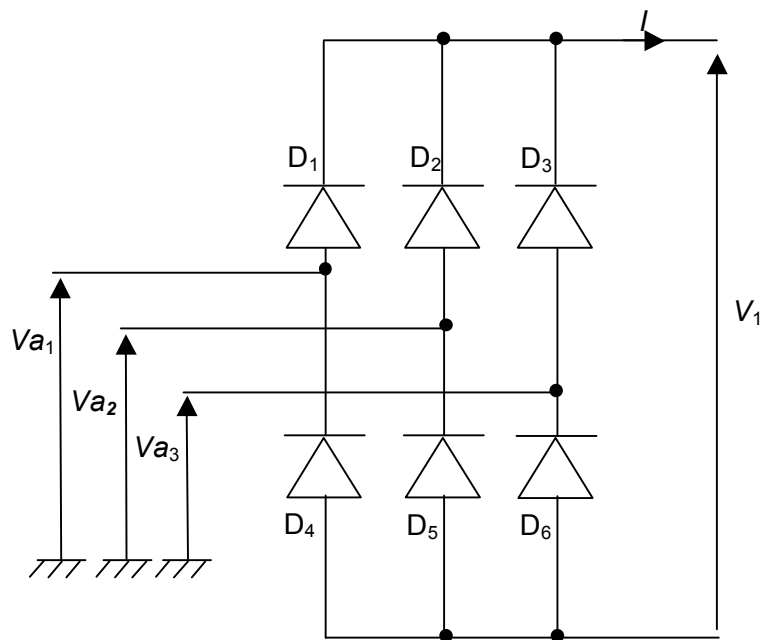 I
D₁ D₂ D₃
Va₁
V₁
Va₂
Va₃
D₄ D₅ D₆